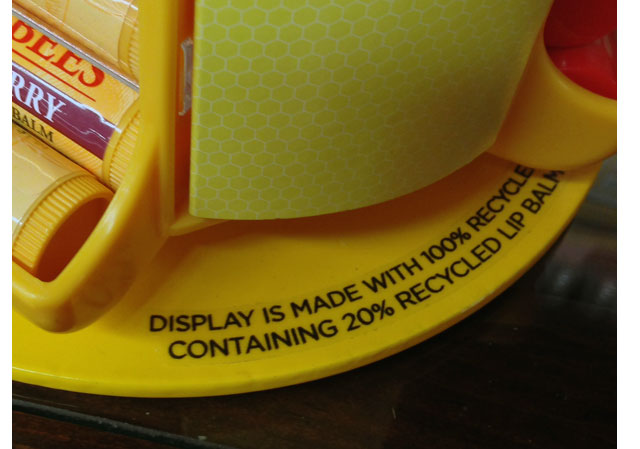 BEES
RRY
BALM
DISPLAY IS MADE WITH 100% RECYCLE
CONTAINING 20% RECYCLED LIP BALM